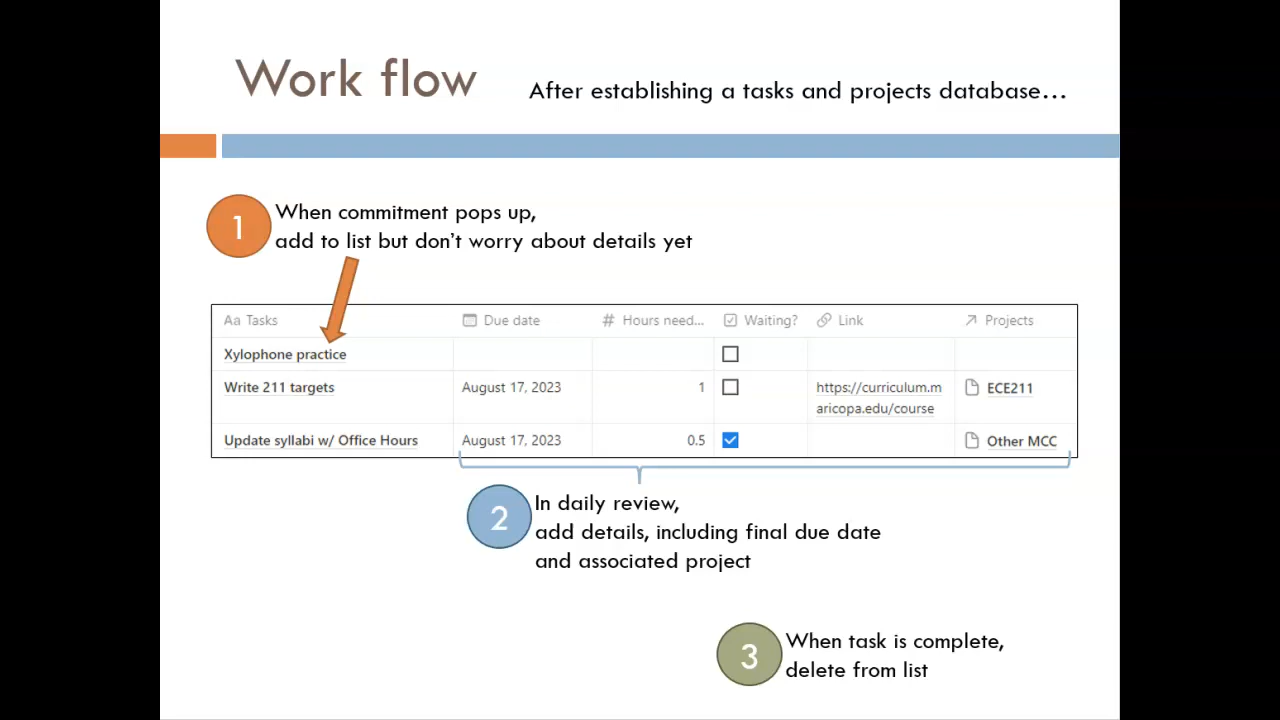 Work flow
After establishing a tasks and projects database...
1
When commitment pops up,
add to list but don't worry about details yet
Aa Tasks Due date # Hours need... Waiting? Link Projects
Xylophone practice
Write 211 targets August 17, 2023 1 https://curriculum.m ECE211
aricopa.edu/course
Update syllabi w/ Office Hours August 17, 2023 0.5 Other MCC
2
In daily review,
add details, including final due date
and associated project
3
When task is complete,
delete from list